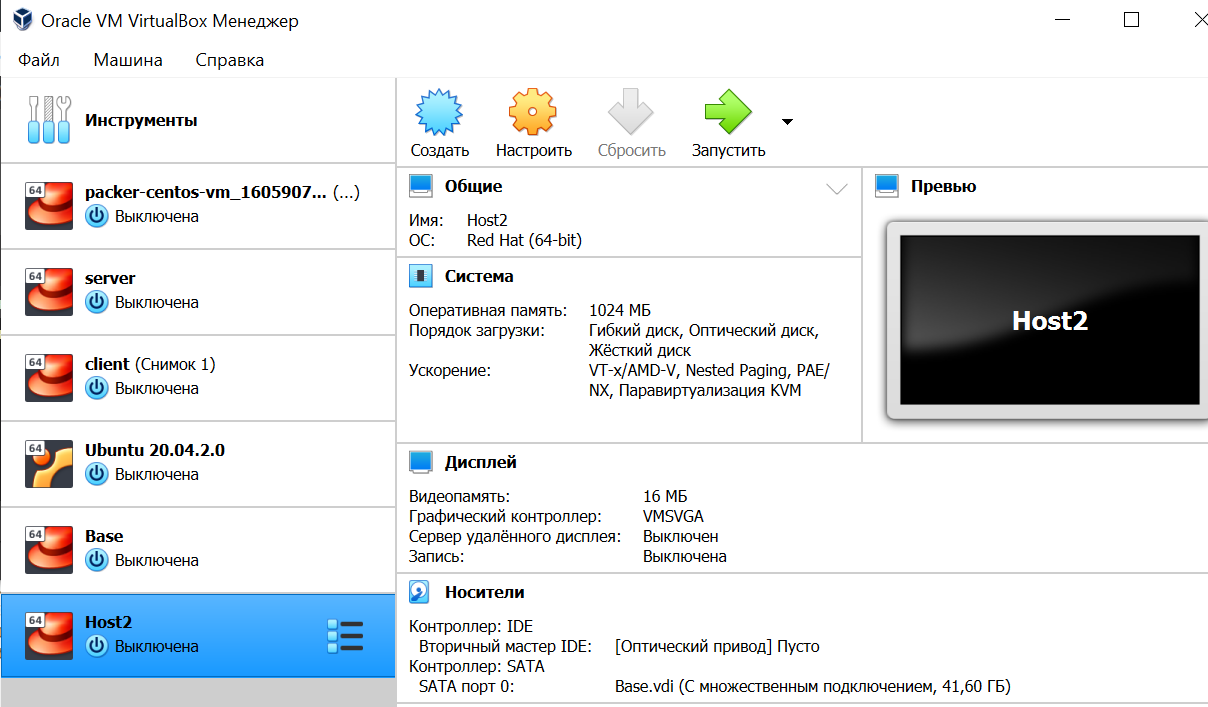 Oracle VM VirtualBox Менеджер
Файл Машина Справка
Инструменты
64
packer-centos-vm_1605907... (...)
Выключена
64
server
Выключена
64
client (Снимок 1)
Выключена
64
Ubuntu 20.04.2.0
Выключена
64
Base
Выключена
64
Host2
Выключена
Создать Настроить Сбросить Запустить
Общие
Имя: Host2
ОС: Red Hat (64-bit)
Система
Оперативная память: 1024 МБ
Порядок загрузки: Гибкий диск, Оптический диск,
Жёсткий диск
Ускорение: VT-x/AMD-V, Nested Paging, PAE/
NX, Паравиртуализация KVM
Превью
Host2
Дисплей
Видеопамять: 16 МБ
Графический контроллер: VMSVGA
Сервер удалённого дисплея: Выключен
Запись: Выключена
Носители
Контроллер: IDE
Вторичный мастер IDE: [Оптический привод] Пусто
Контроллер: SATA
SATA порт 0: Base.vdi (С множественным подключением, 41,60 ГБ)